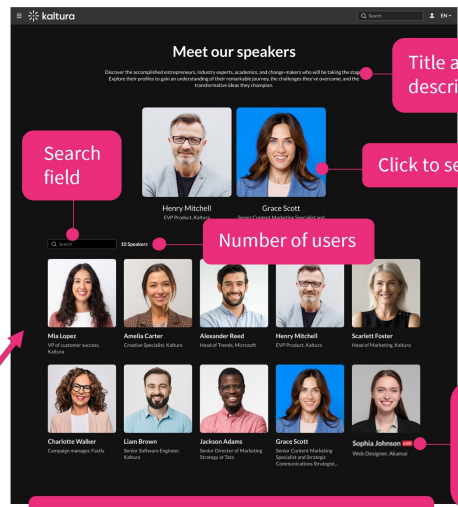 kaltura
Search
EN
Meet our speakers
Discover the accomplished entrepreneurs, industry experts, academics, and change-makers who will be taking the stage
Explore their profiles to gain an understanding of their remarkable journey, the challenges they've overcome, and the
transformative ideas they champion.
Title a
descri
Click to se
Search
field
Henry Mitchell
EVP Product, Kaltura
Grace Scott
Senior Content Marketing Specialist and
Search
10 Speakers
Number of users
Mia Lopez
VP of customer success,
Kaltura
Amelia Carter
Creative Specialist, Kaltura
Alexander Reed
Head of Trends, Microsoft
Henry Mitchell
EVP Product, Kaltura
Scarlett Foster
Head of Marketing, Kaltura
Charlotte Walker
Campaign manager, Fastly
Liam Brown
Senior Software Engineer,
Kaltura
Jackson Adams
Senior Director of Marketing
Strategy at Tata
Grace Scott
Senior Content Marketing
Specialist and Strategic
Communications Strategist...
Sophia Johnson LIVE
Web Designer, Akamai